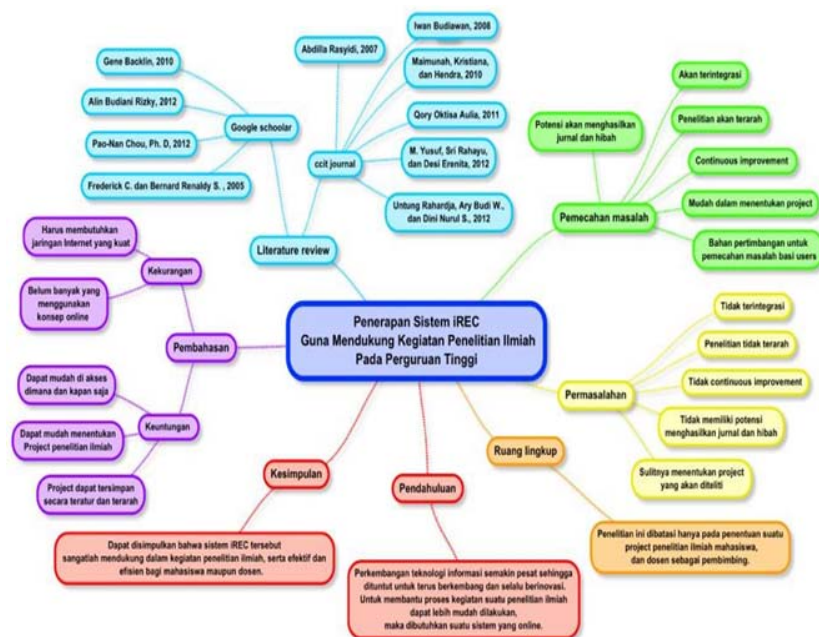 Penerapan Sistem iREC
Guna Mendukung Kegiatan Penelitian Ilmiah
Pada Perguruan Tinggi
Literature review
Google schoolar
Gene Backlin, 2010
Alin Budiani Rizky, 2012
Pao-Nan Chou, Ph. D, 2012
Frederick C. dan Bernard Renaldy S. , 2005
ccit journal
Abdilla Rasyidi, 2007
Iwan Budiawan, 2008
Maimunah, Kristiana,
dan Hendra, 2010
Qory Oktisa Aulia, 2011
M. Yusuf, Sri Rahayu,
dan Desi Erenita, 2012
Untung Rahardja, Ary Budi W.,
dan Dini Nurul S., 2012
Pemecahan masalah
Potensi akan menghasilkan
jurnal dan hibah
Akan terintegrasi
Penelitian akan terarah
Continuous improvement
Mudah dalam menentukan project
Bahan pertimbangan untuk
pemecahan masalah basi users
Permasalahan
Tidak terintegrasi
Penelitian tidak terarah
Tidak continuous improvement
Tidak memiliki potensi
menghasilkan jurnal dan hibah
Sulitnya menentukan project
yang akan diteliti
Ruang lingkup
Penelitian ini dibatasi hanya pada penentuan suatu
project penelitian ilmiah mahasiswa,
dan dosen sebagai pembimbing.
Pendahuluan
Perkembangan teknologi informasi semakin pesat sehingga
dituntut untuk terus berkembang dan selalu berinovasi.
Untuk membantu proses kegiatan suatu penelitian ilmiah
dapat lebih mudah dilakukan,
maka dibutuhkan suatu sistem yang online.
Kesimpulan
Dapat disimpulkan bahwa sistem iREC tersebut
sangatlah mendukung dalam kegiatan penelitian ilmiah, serta efektif dan
efisien bagi mahasiswa maupun dosen.
Pembahasan
Kekurangan
Harus membutuhkan
jaringan Internet yang kuat
Belum banyak yang
menggunakan
konsep online
Keuntungan
Dapat mudah di akses
dimana dan kapan saja
Dapat mudah menentukan
Project penelitian ilmiah
Project dapat tersimpan
secara teratur dan terarah